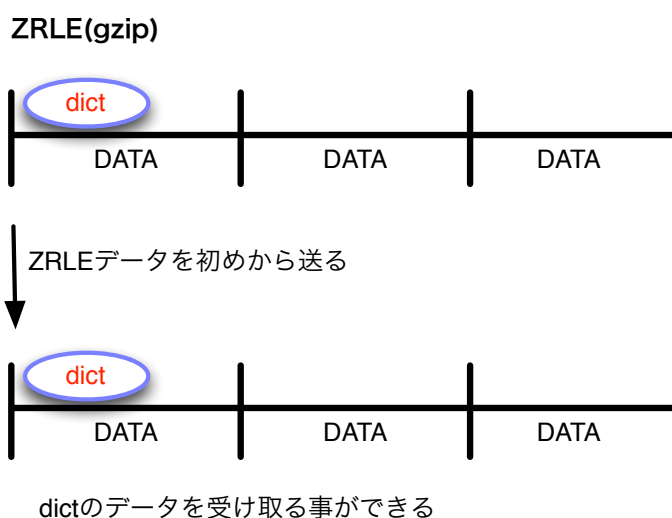 ZRLE(gzip)
dict
DATA DATA DATA
ZRLEデータを初めから送る
dict
DATA DATA DATA
dictのデータを受け取る事ができる